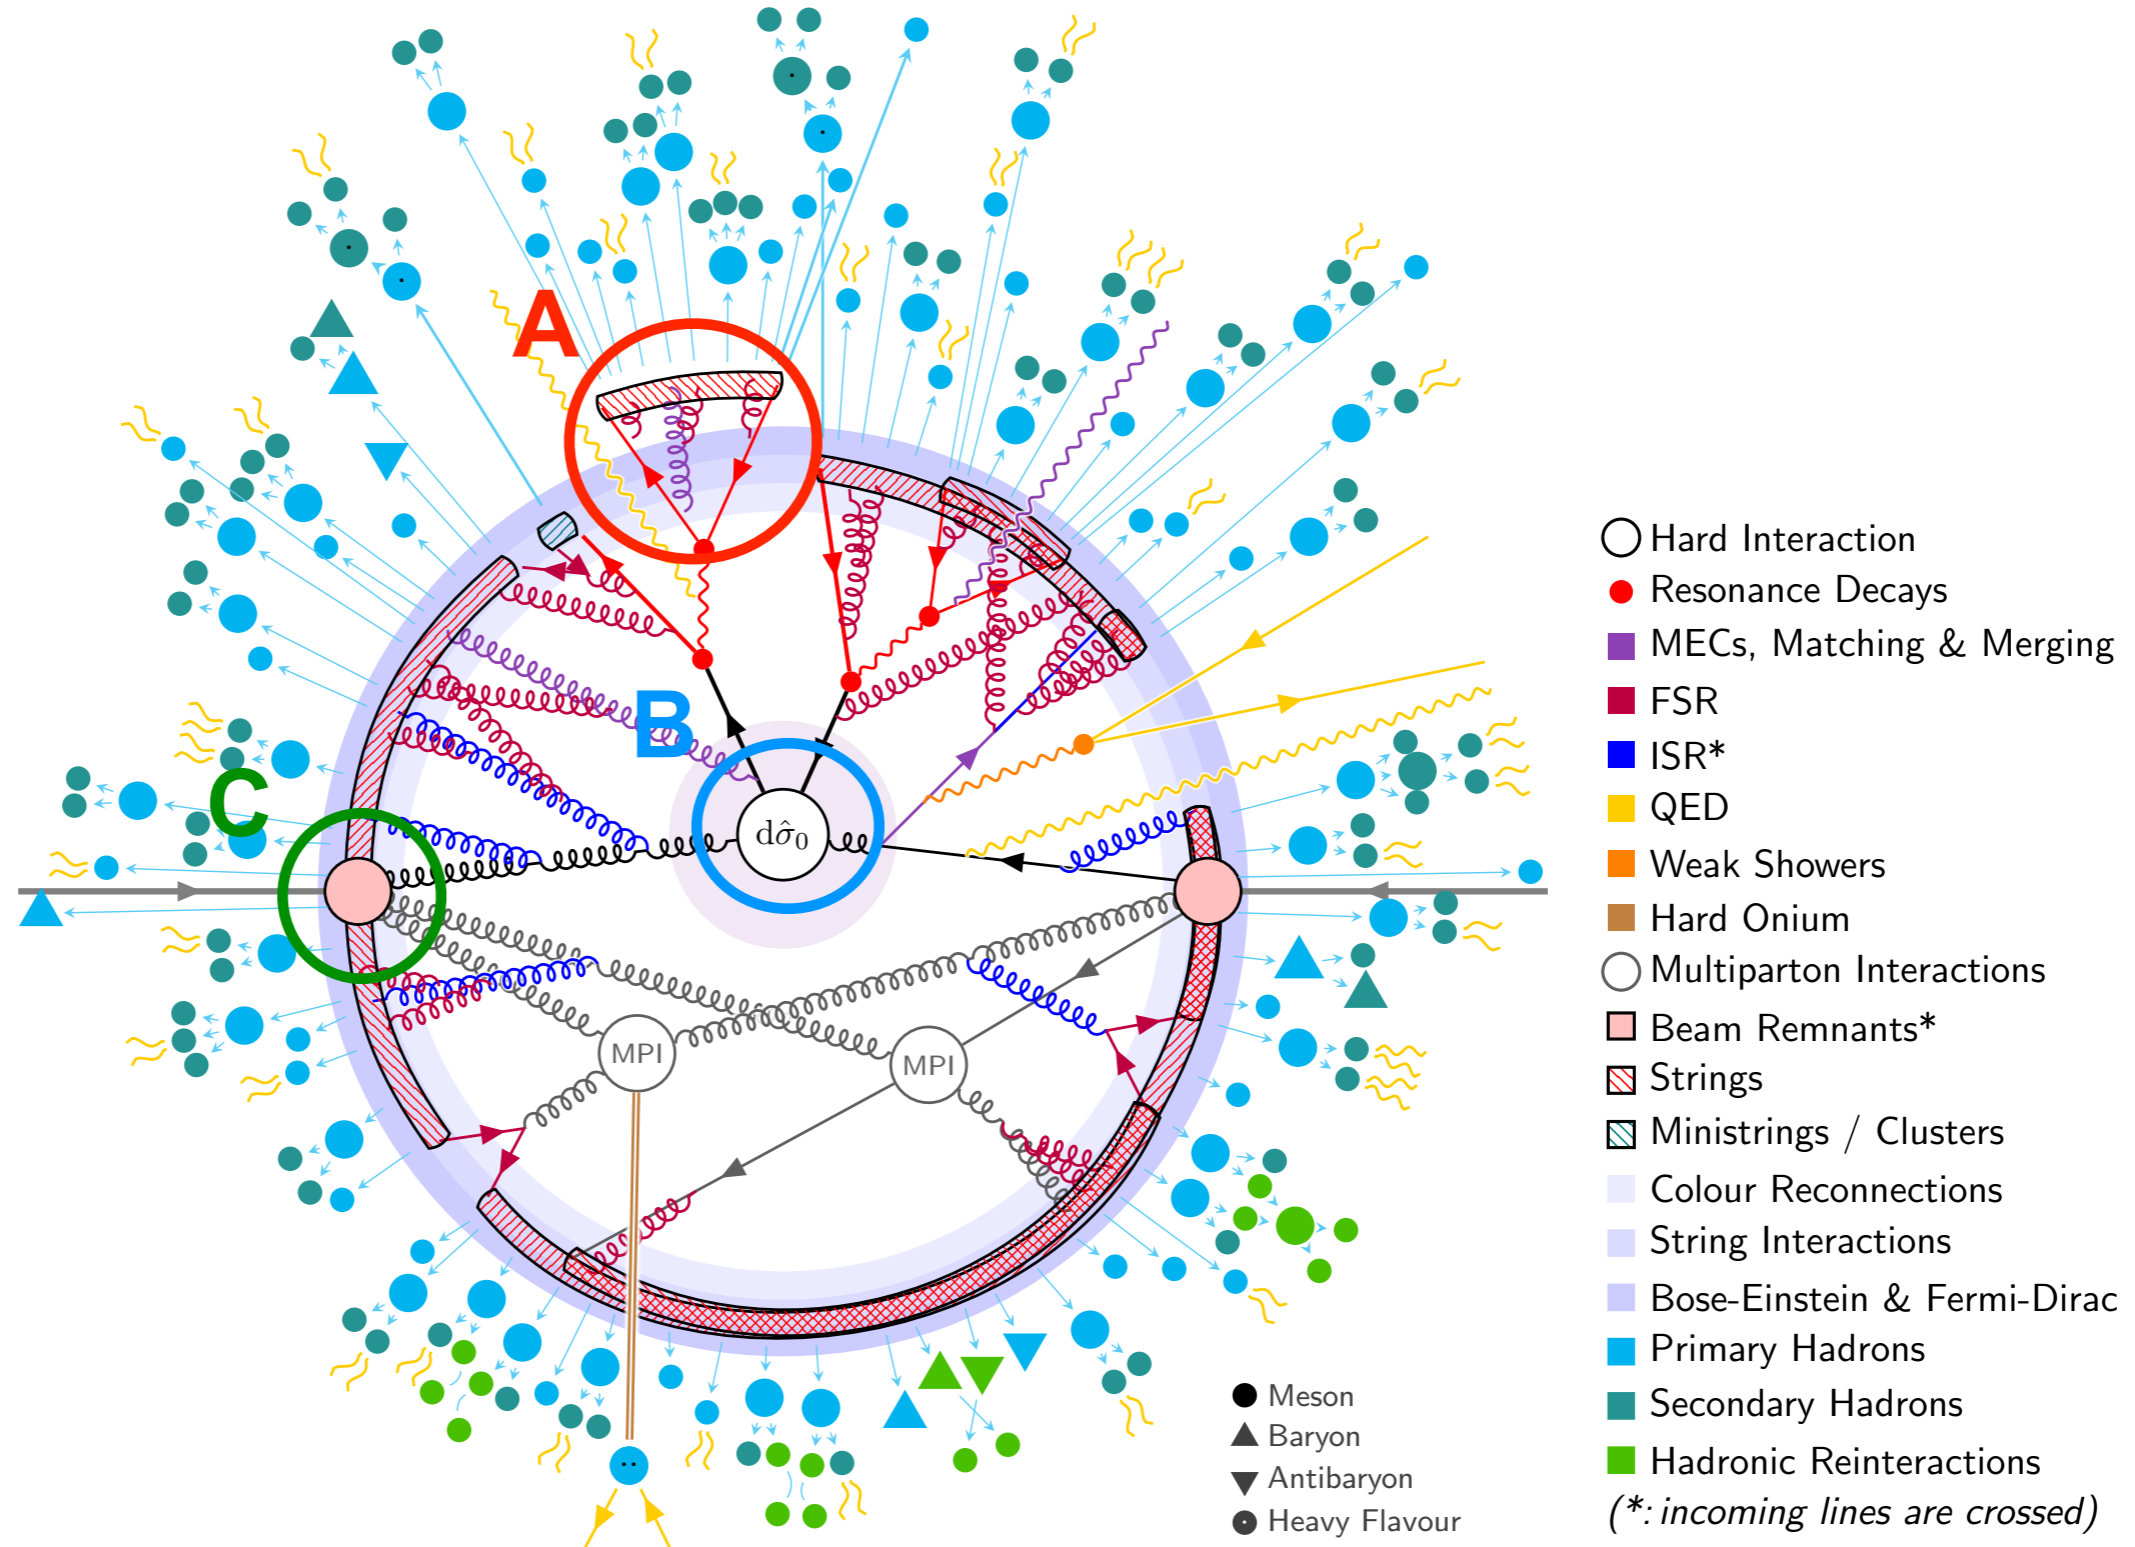 A
B
C
dσ̂₀
MPI
MPI
Hard Interaction
Resonance Decays
MECs, Matching & Merging
FSR
ISR*
QED
Weak Showers
Hard Onium
Multiparton Interactions
Beam Remnants*
Strings
Ministrings / Clusters
Colour Reconnections
String Interactions
Bose-Einstein & Fermi-Dirac
Primary Hadrons
Secondary Hadrons
Hadronic Reinteractions
(*: incoming lines are crossed)
Meson
Baryon
Antibaryon
Heavy Flavour